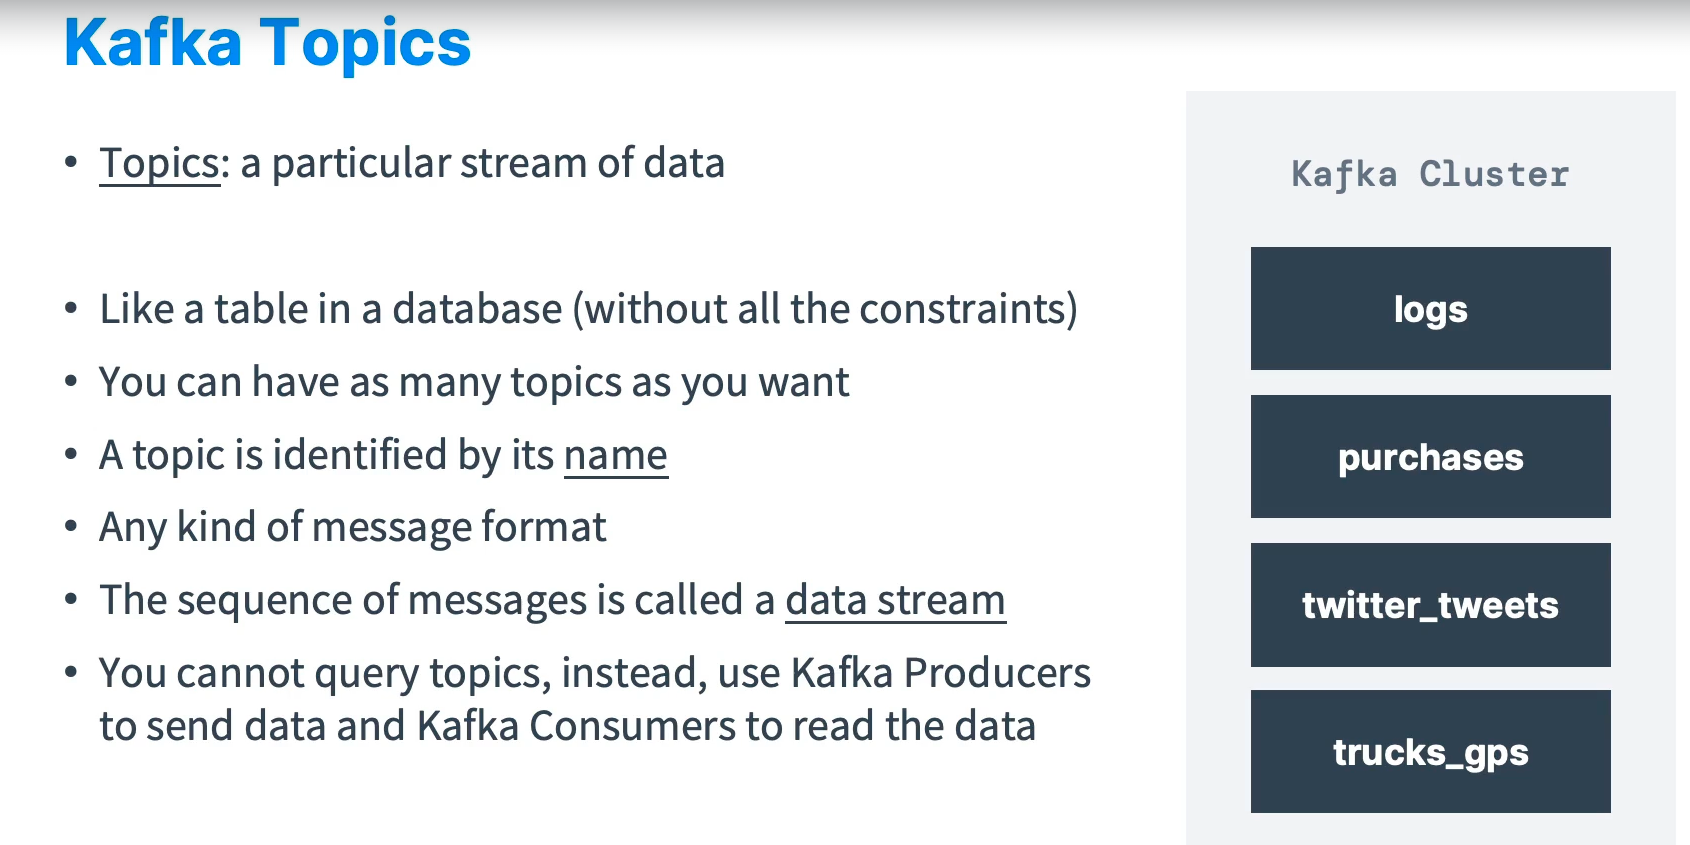 Kafka Topics
• Topics: a particular stream of data
• Like a table in a database (without all the constraints)
• You can have as many topics as you want
• A topic is identified by its name
• Any kind of message format
• The sequence of messages is called a data stream
• You cannot query topics, instead, use Kafka Producers
to send data and Kafka Consumers to read the data
Kafka Cluster
logs
purchases
twitter_tweets
trucks_gps